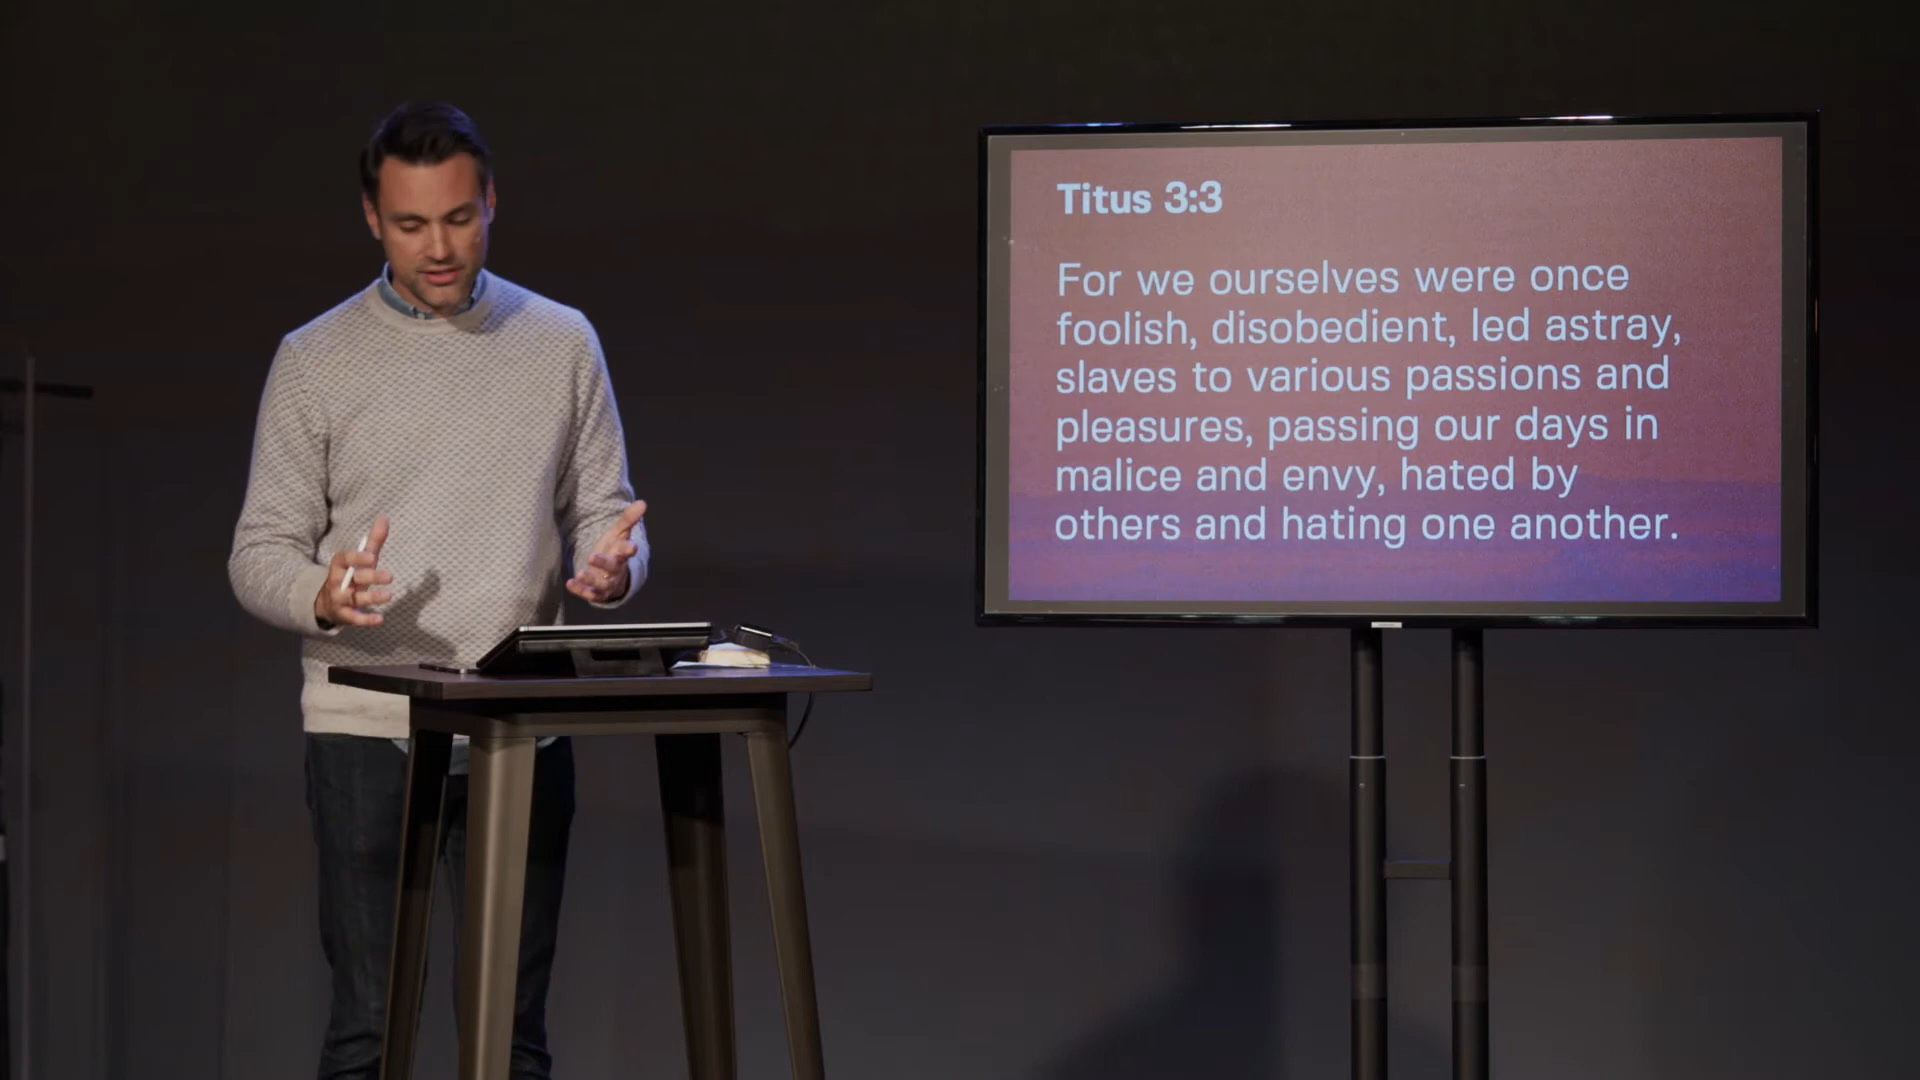 Titus 3:3
For we ourselves were once
foolish, disobedient, led astray,
slaves to various passions and
pleasures, passing our days in
malice and envy, hated by
others and hating one another.